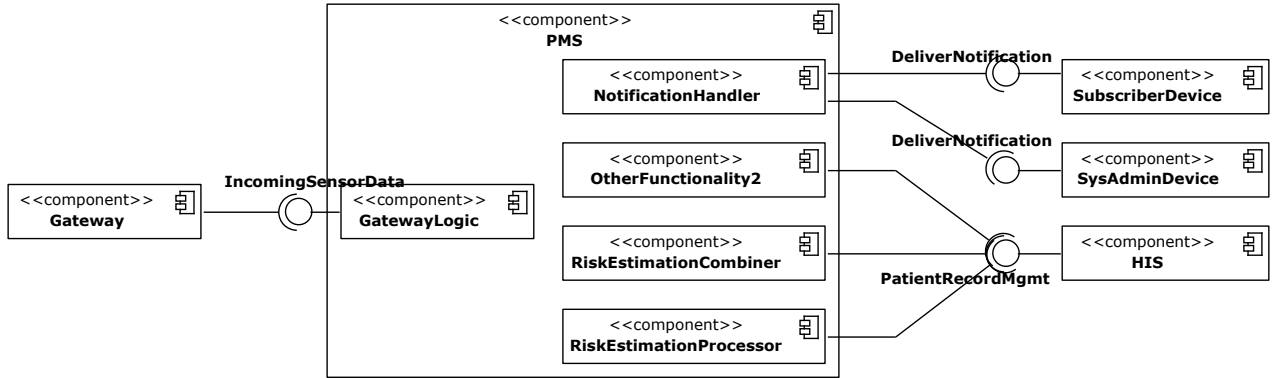 <<component>>
PMS
<<component>>
NotificationHandler
DeliverNotification
<<component>>
SubscriberDevice
<<component>>
OtherFunctionality2
DeliverNotification
<<component>>
SysAdminDevice
<<component>>
Gateway
IncomingSensorData
<<component>>
GatewayLogic
<<component>>
RiskEstimationCombiner
PatientRecordMgmt
<<component>>
HIS
<<component>>
RiskEstimationProcessor